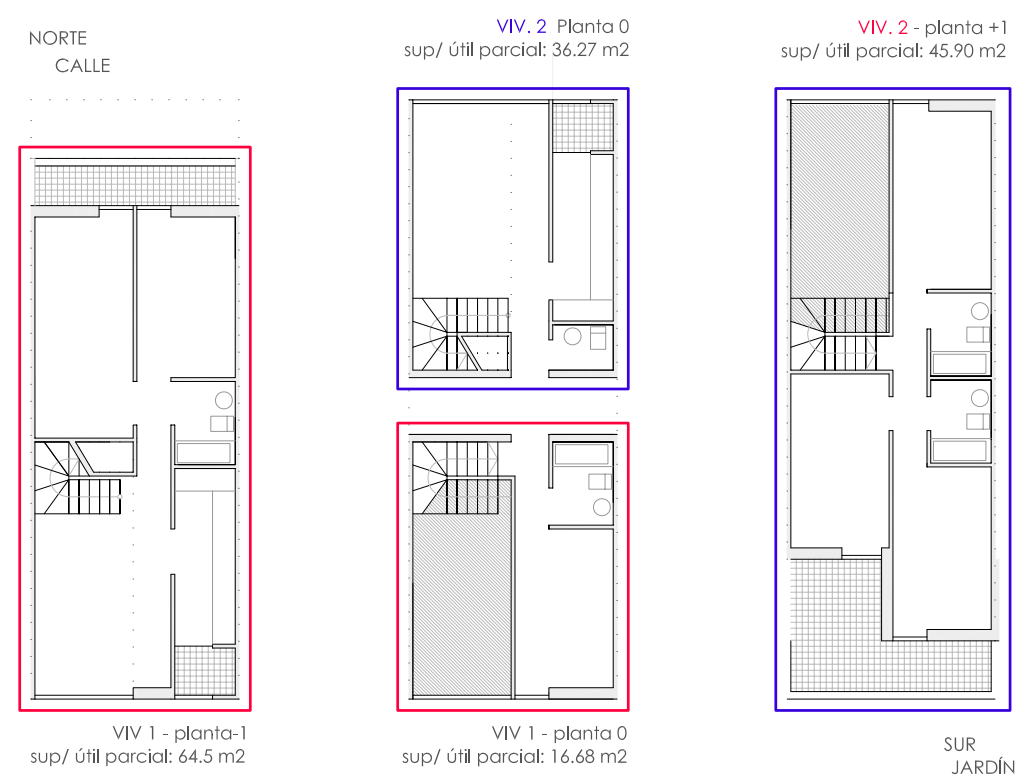 NORTE
CALLE
VIV. 2 Planta 0
sup/ útil parcial: 36.27 m2
VIV. 2 - planta +1
sup/ útil parcial: 45.90 m2
VIV 1 - planta-1
sup/ útil parcial: 64.5 m2
VIV 1 - planta 0
sup/ útil parcial: 16.68 m2
SUR
JARDÍN